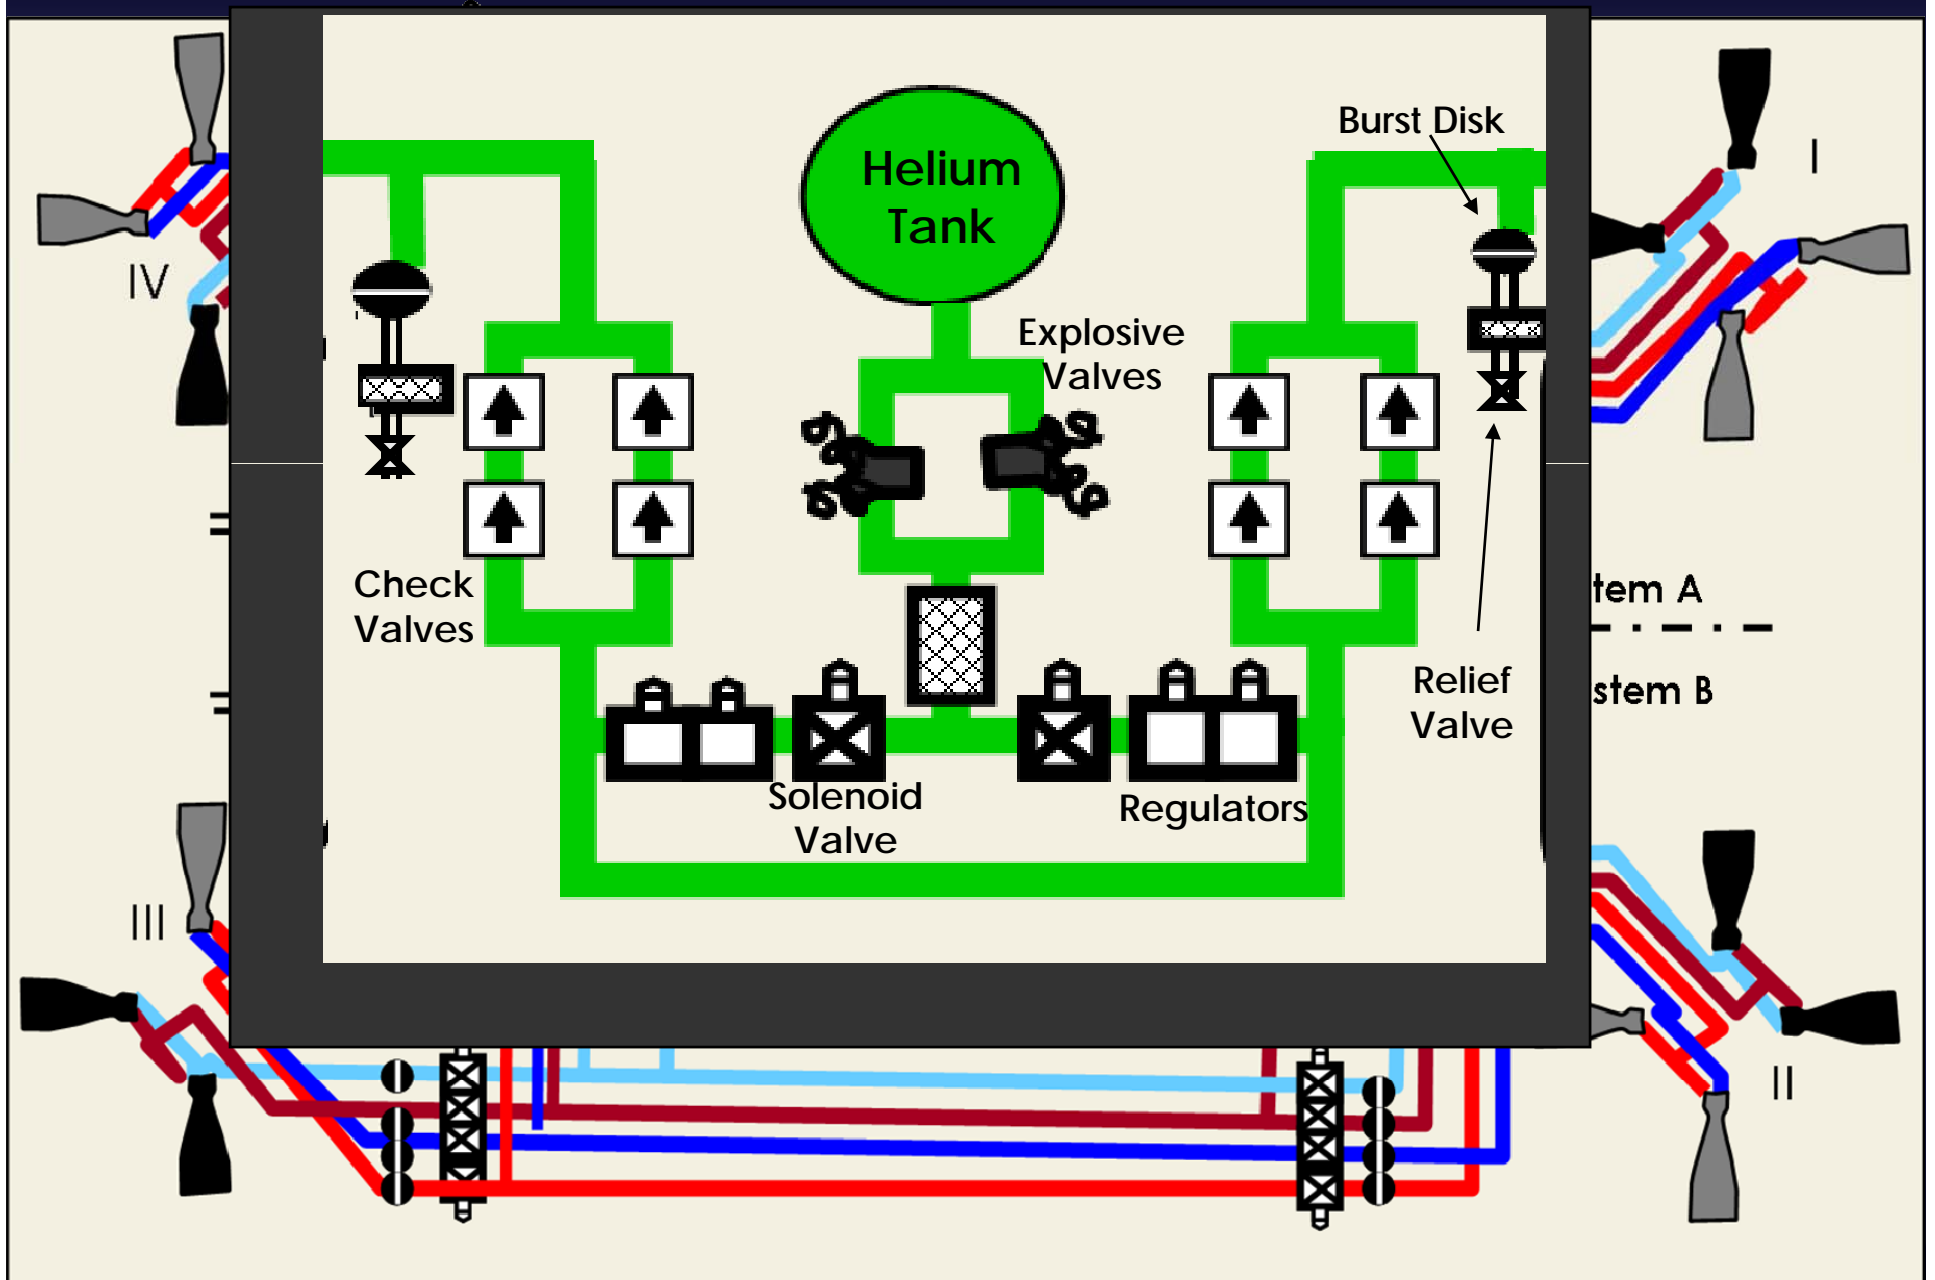 Burst Disk
I
Helium
Tank
IV
Explosive
Valves
Check
Valves
tem A
Relief
Valve
stem B
Solenoid
Valve
Regulators
III
II